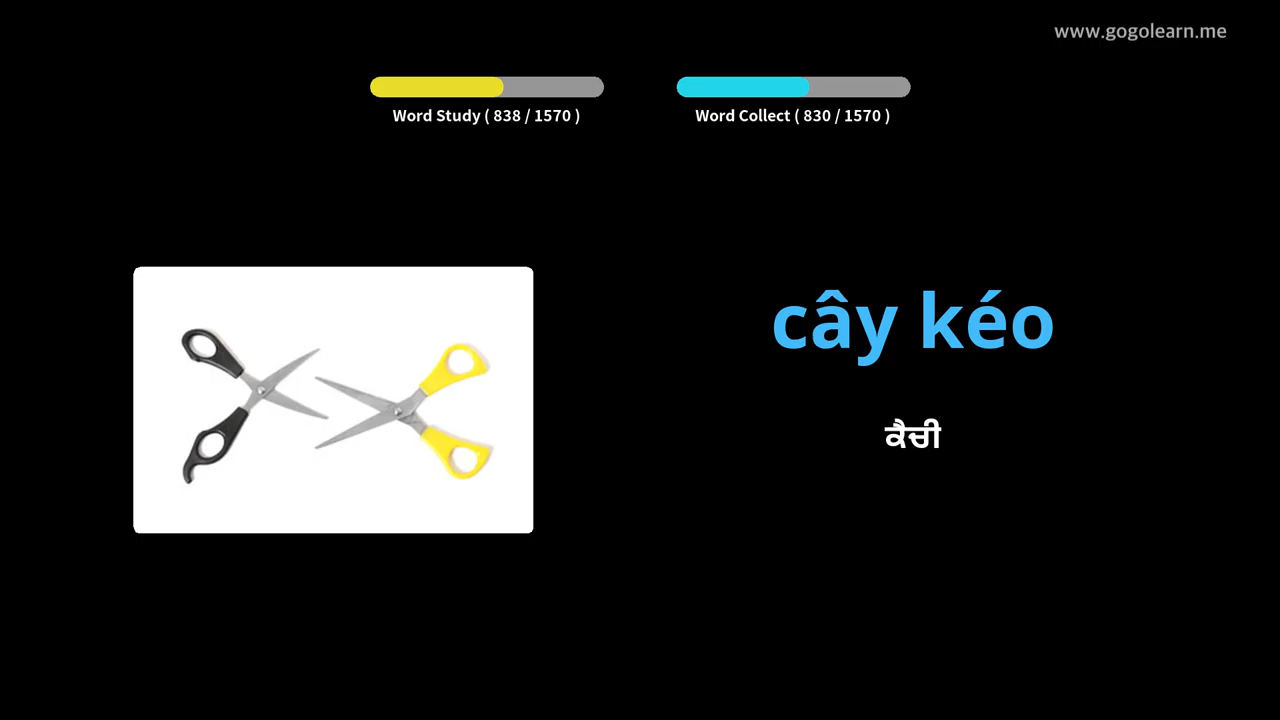 www.gogolearn.me
Word Study ( 838 / 1570 )
Word Collect ( 830 / 1570 )
cây kéo
ਕੈਚੀ